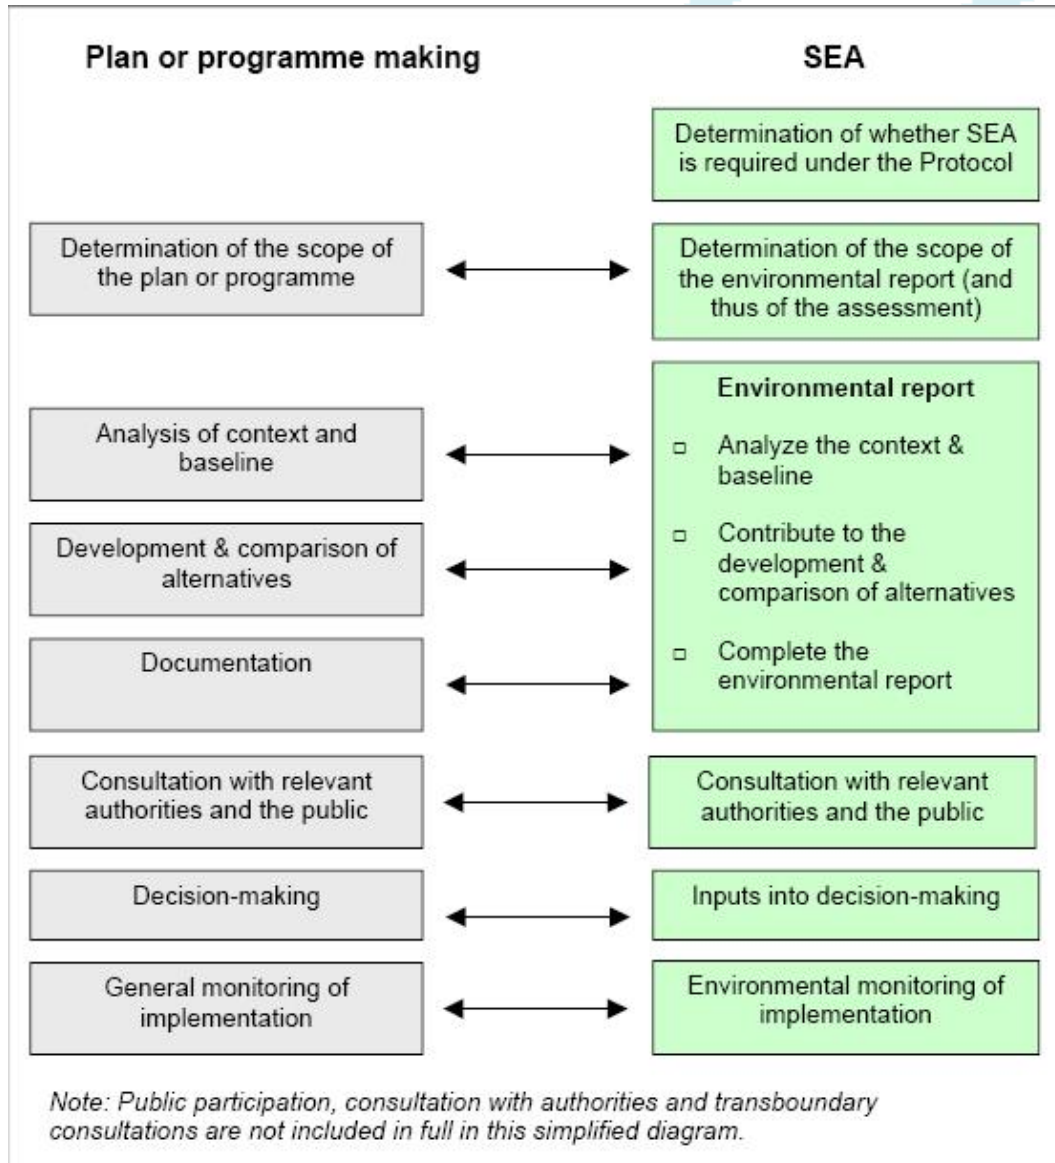 Plan or programme making
SEA
Determination of whether SEA
is required under the Protocol
Determination of the scope of
the plan or programme
Determination of the scope of
the environmental report (and
thus of the assessment)
Environmental report
Analysis of context and
baseline
□ Analyze the context &
baseline
Development & comparison of
alternatives
□ Contribute to the
development &
comparison of alternatives
Documentation
□ Complete the
environmental report
Consultation with relevant
authorities and the public
Consultation with relevant
authorities and the public
Decision-making
Inputs into decision-making
General monitoring of
implementation
Environmental monitoring of
implementation
Note: Public participation, consultation with authorities and transboundary
consultations are not included in full in this simplified diagram.